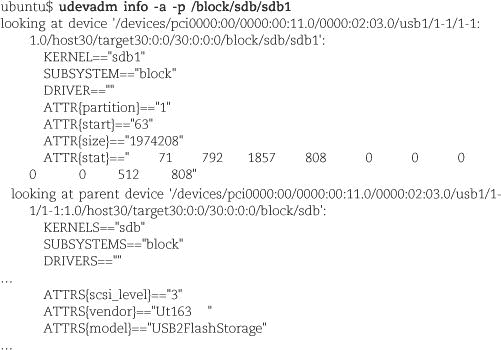 ubuntu$ udevadm info -a -p /block/sdb/sdb1
looking at device '/devices/pci0000:00/0000:00:11.0/0000:02:03.0/usb1/1-1/1-1:
1.0/host30/target30:0:0/30:0:0:0/block/sdb/sdb1':
KERNEL=="sdb1"
SUBSYSTEM=="block"
DRIVER==""
ATTR{partition}=="1"
ATTR{start}=="63"
ATTR{size}=="1974208"
ATTR{stat}==" 71 792 1857 808 0 0 0
0 0 512 808"
looking at parent device '/devices/pci0000:00/0000:00:11.0/0000:02:03.0/usb1/1-
1/1-1:1.0/host30/target30:0:0/30:0:0:0/block/sdb':
KERNELS=="sdb"
SUBSYSTEMS=="block"
DRIVERS==""
...
ATTRS{scsi_level}=="3"
ATTRS{vendor}=="Ut163 "
ATTRS{model}=="USB2FlashStorage"
...